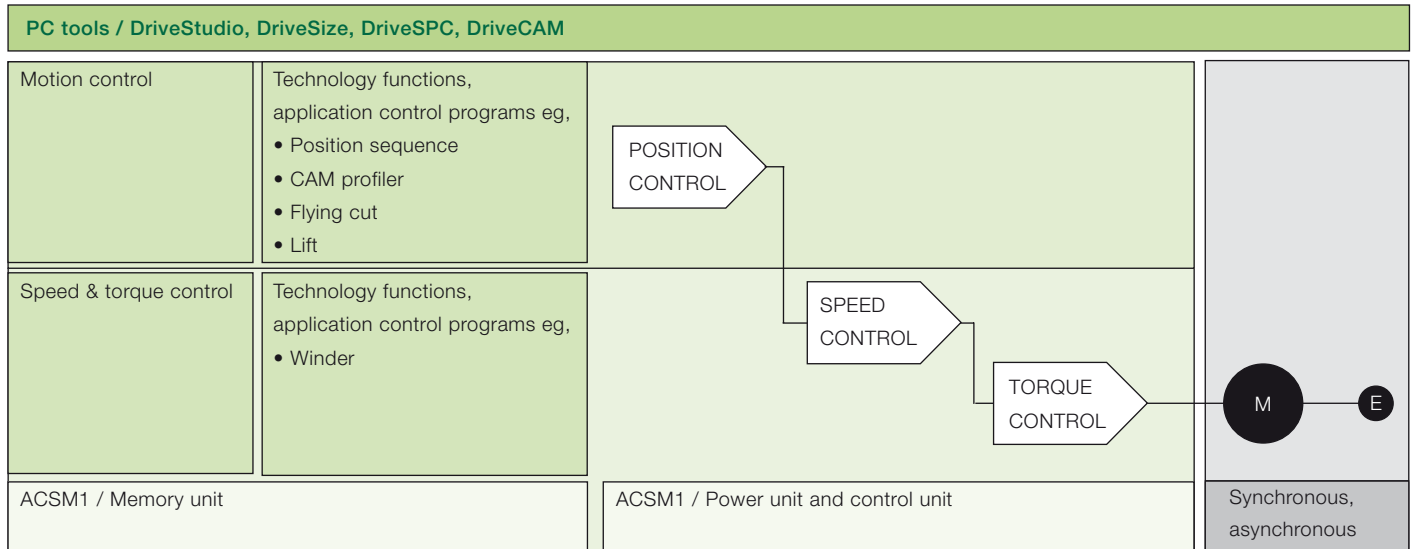 PC tools / DriveStudio, DriveSize, DriveSPC, DriveCAM
Motion control
Technology functions,
application control programs eg,
• Position sequence
• CAM profiler
• Flying cut
• Lift
POSITION
CONTROL
Speed & torque control
Technology functions,
application control programs eg,
• Winder
SPEED
CONTROL
TORQUE
CONTROL
M
E
ACSM1 / Memory unit
ACSM1 / Power unit and control unit
Synchronous,
asynchronous